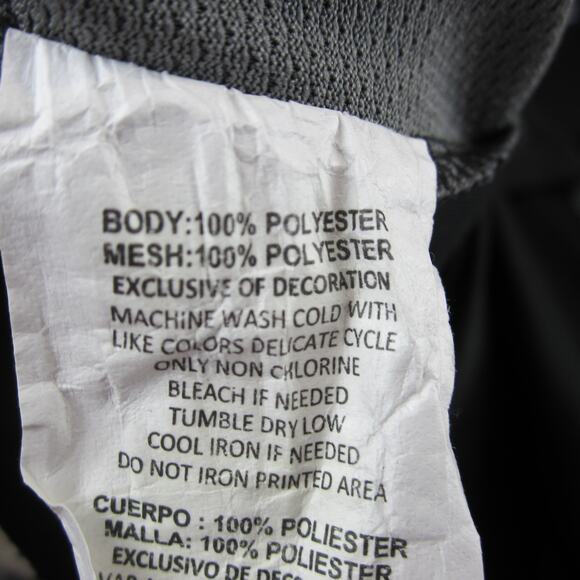 BODY:100% POLYESTER
MESH:100% POLYESTER
EXCLUSIVE OF DECORATION
MACHINE WASH COLD WITH
LIKE COLORS DELICATE CYCLE
ONLY NON CHLORINE
BLEACH IF NEEDED
TUMBLE DRY LOW
COOL IRON IF NEEDED
DO NOT IRON PRINTED AREA
CUERPO : 100% POLIESTER
MALLA: 100% POLIESTER
EXCLUSIVO DE